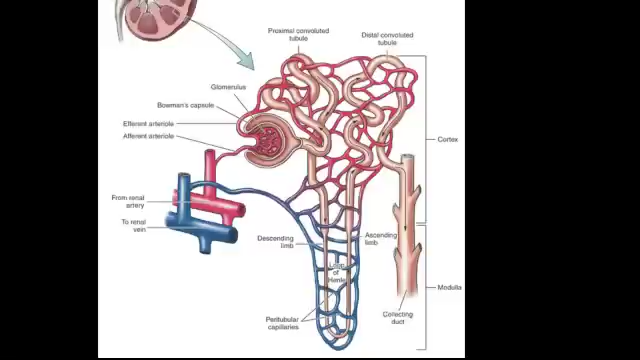 Proximal convoluted
tubule
Distal convoluted
tubule
Glomerulus
Bowman's capsule
Efferent arteriole
Afferent arteriole
Cortex
From renal
artery
To renal
vein
Descending
limb
Ascending
limb
Loop
of
Henle
Medulla
Peritubular
capillaries
Collecting
duct